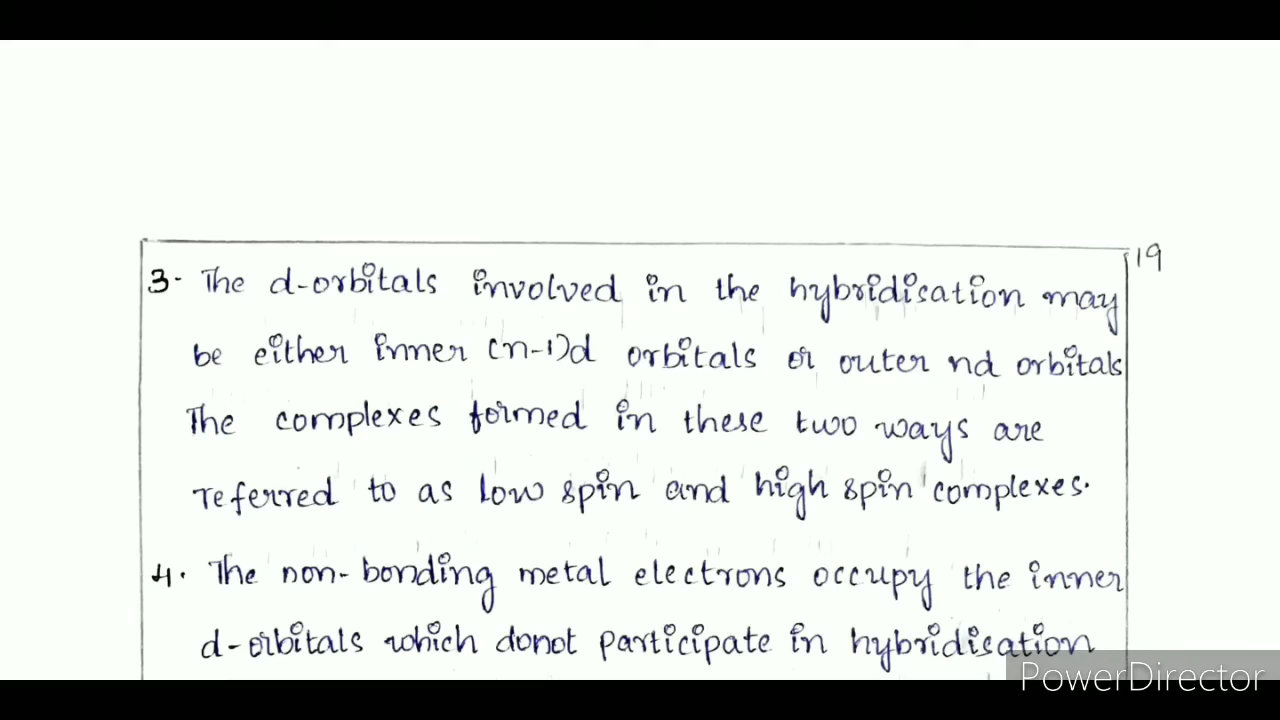 19
3. The d-orbitals involved in the hybridisation may
be either inner (n-1)d orbitals or outer nd orbitals
The complexes formed in these two ways are
referred to as low spin and high spin complexes.
4. The non-bonding metal electrons occupy the inner
d-orbitals which donot participate in hybridisation
PowerDirector